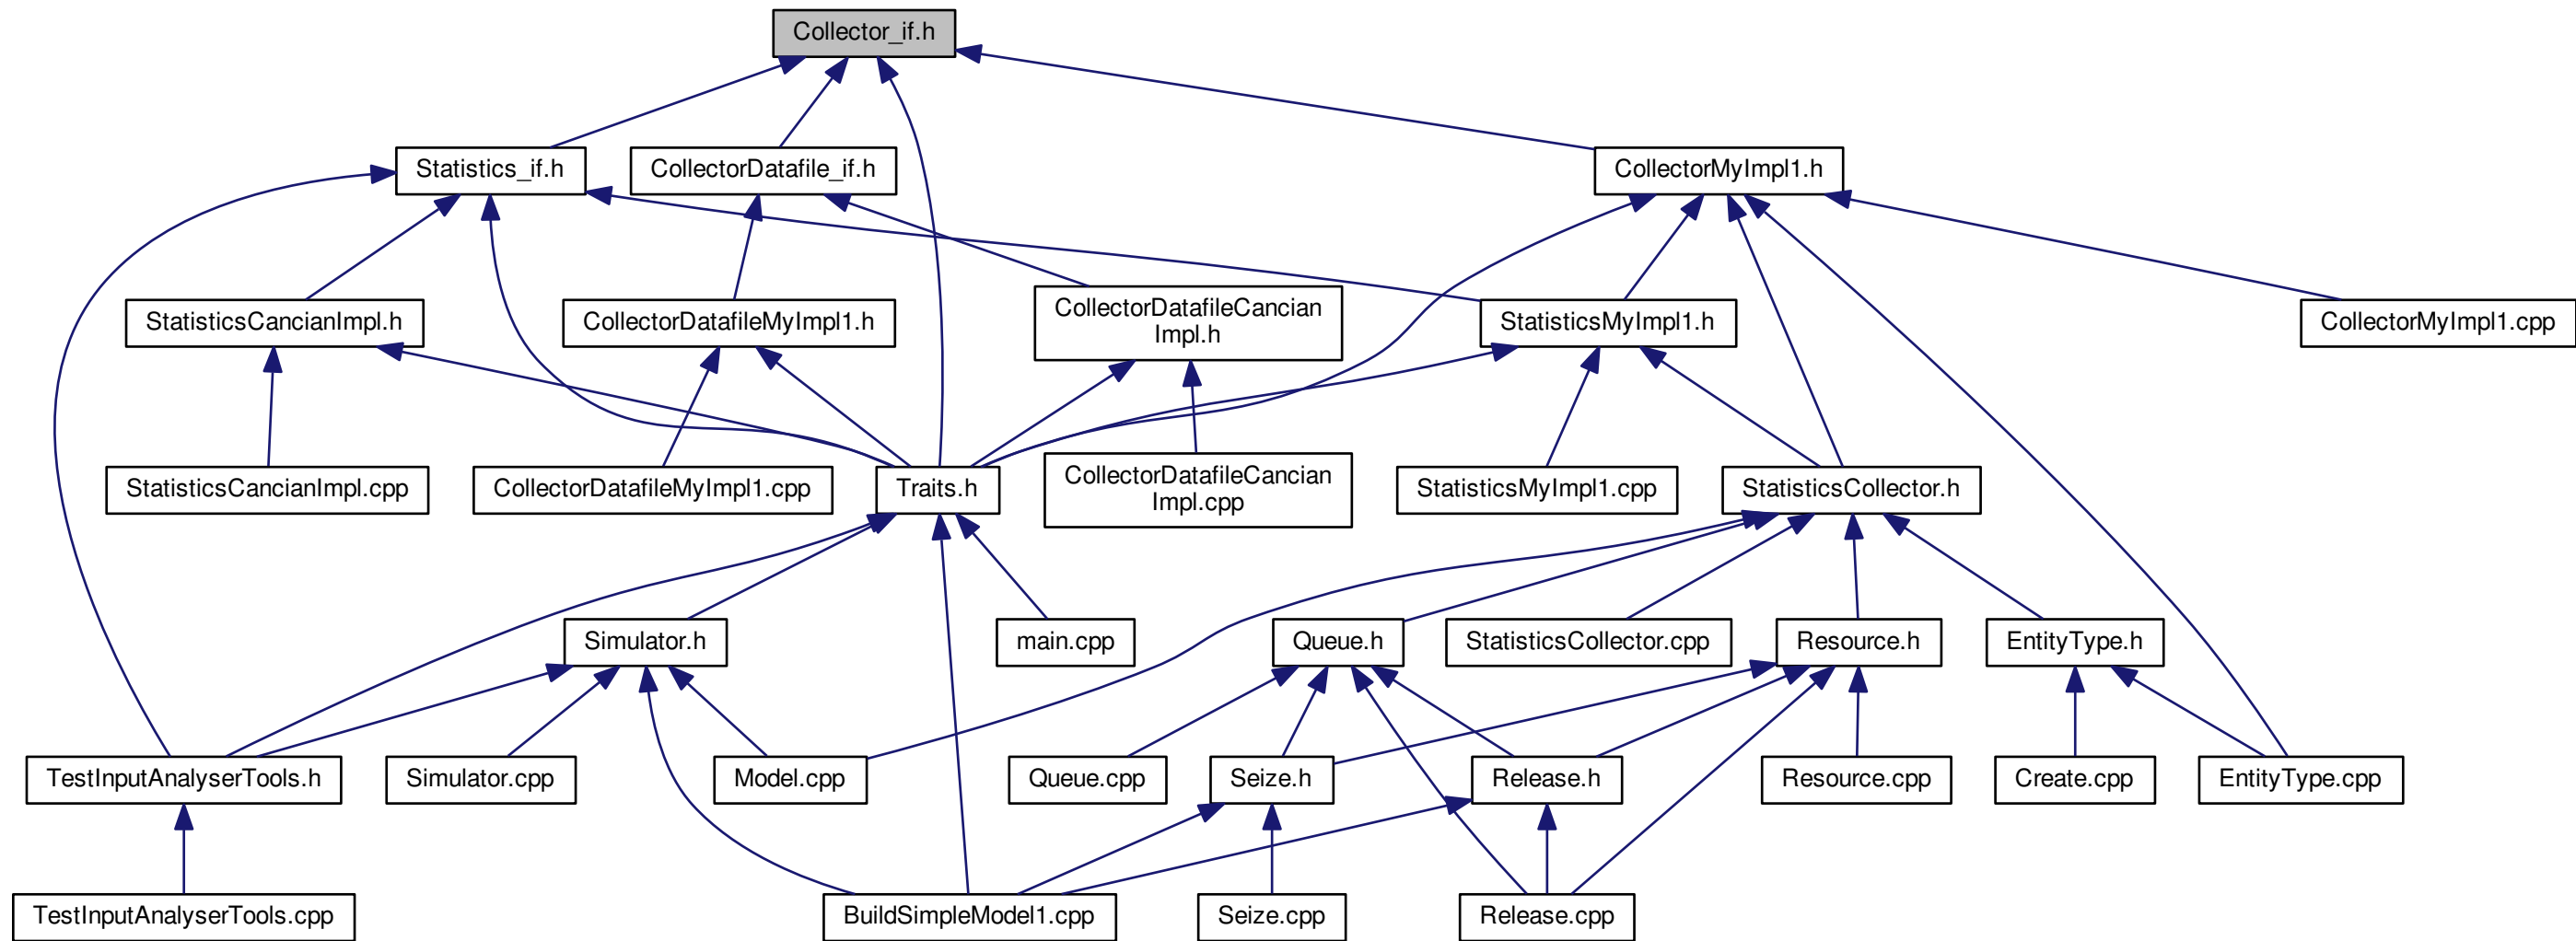 Collector_if.h
Statistics_if.h
CollectorDatafile_if.h
CollectorMyImpl1.h
StatisticsCancianImpl.h
CollectorDatafileMyImpl1.h
CollectorDatafileCancian
Impl.h
StatisticsMyImpl1.h
CollectorMyImpl1.cpp
StatisticsCancianImpl.cpp
CollectorDatafileMyImpl1.cpp
Traits.h
CollectorDatafileCancian
Impl.cpp
StatisticsMyImpl1.cpp
StatisticsCollector.h
Simulator.h
main.cpp
Queue.h
StatisticsCollector.cpp
Resource.h
EntityType.h
TestInputAnalyserTools.h
Simulator.cpp
Model.cpp
Queue.cpp
Seize.h
Release.h
Resource.cpp
Create.cpp
EntityType.cpp
TestInputAnalyserTools.cpp
BuildSimpleModel1.cpp
Seize.cpp
Release.cpp